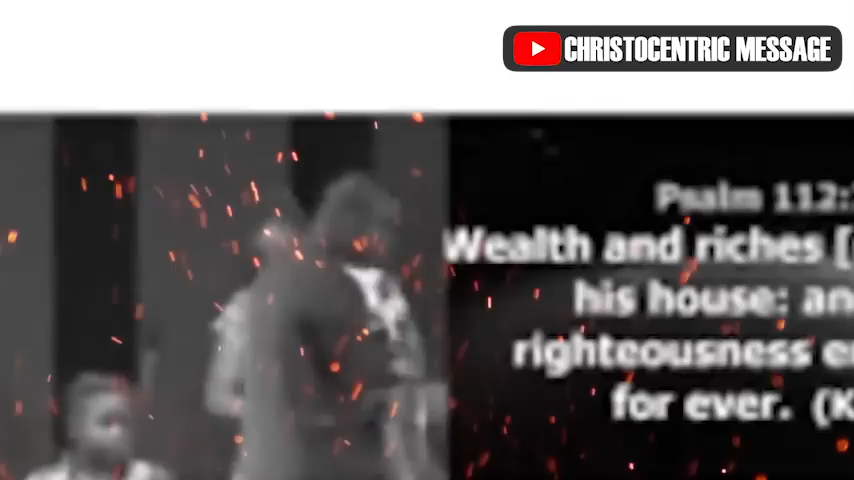 CHRISTOCENTRIC MESSAGE
Psalm 112:
Wealth and riches [
his house: an
righteousness e
for ever. (K